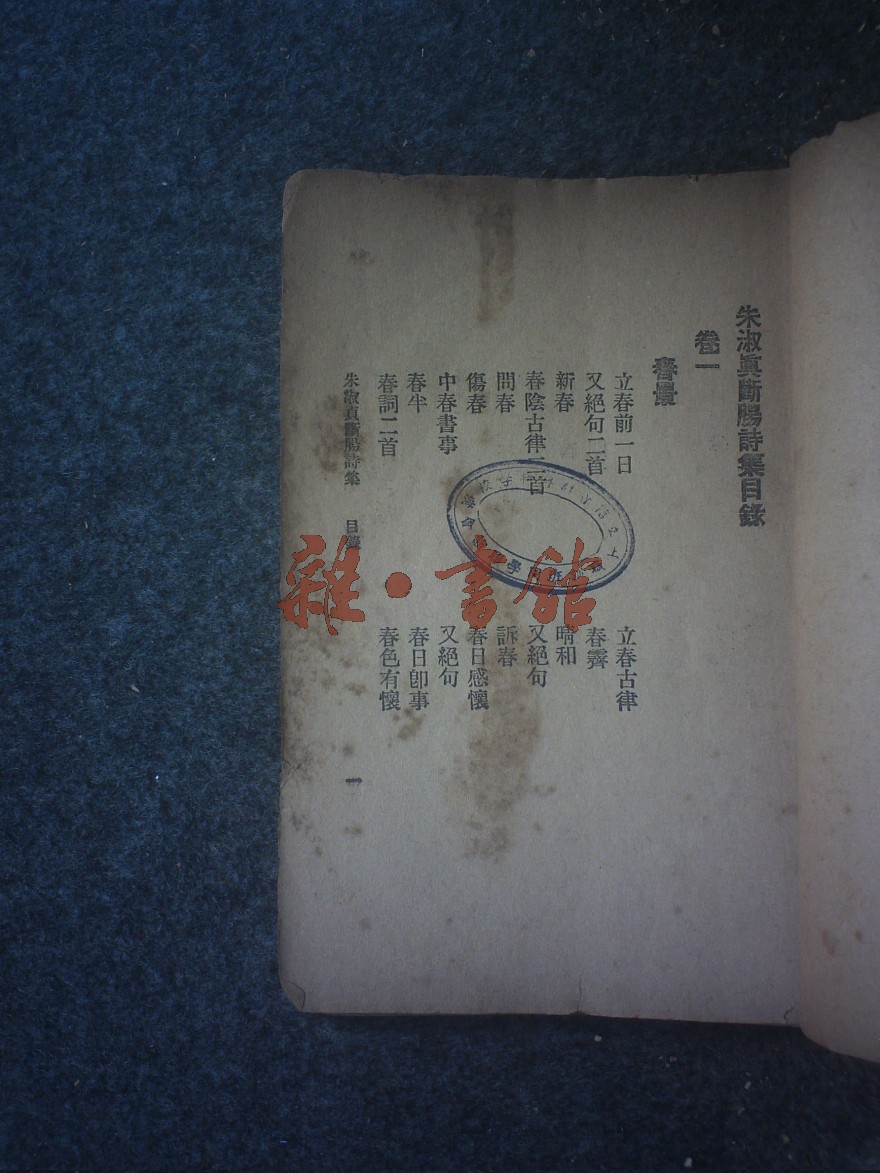 朱淑眞斷腸詩集目錄
卷一
春景
立春前一日
立春古律
又絕句二首
春霽
新春
晴和
春陰古律二首
又絕句
問春
訴春
傷春
春日感懷
中春書事
又絕句
春半
春日卽事
春詞二首
春色有懷
朱淑眞斷腸詩集 目錄 一
雜·書館